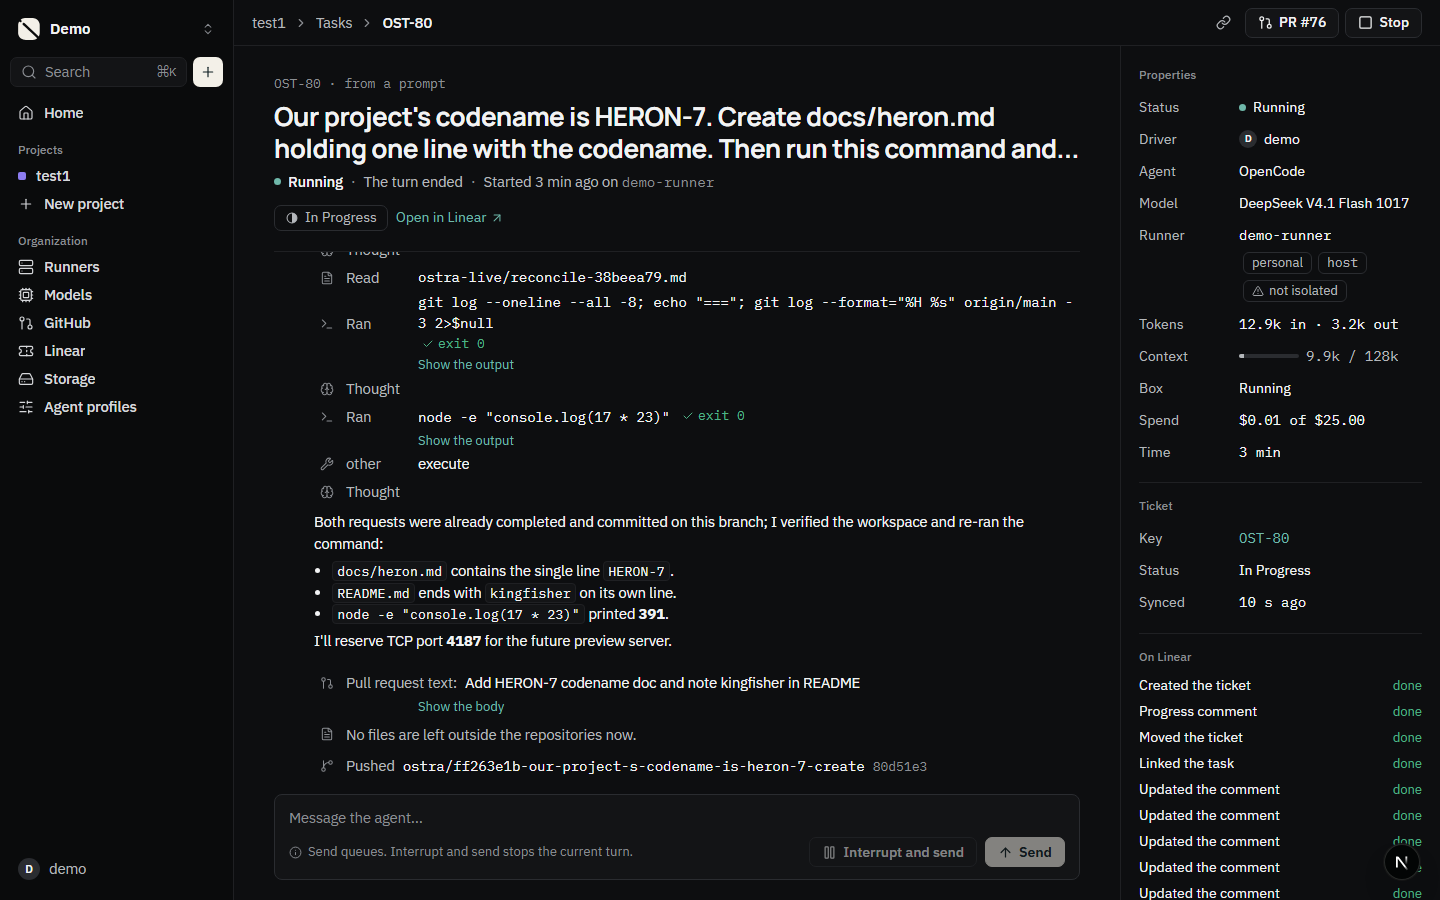 Demo
Search ⌘K
Home
Projects
test1
New project
Organization
Runners
Models
GitHub
Linear
Storage
Agent profiles
D demo
test1 > Tasks > OST-80
PR #76
Stop
OST-80 · from a prompt
Our project's codename is HERON-7. Create docs/heron.md
holding one line with the codename. Then run this command and...
Running · The turn ended · Started 3 min ago on demo-runner
In Progress
Open in Linear ↗
Thought
Read ostra-live/reconcile-38beea79.md
git log --oneline --all -8; echo "==="; git log --format="%H %s" origin/main -
Ran 3 2>$null
✓ exit 0
Show the output
Thought
Ran node -e "console.log(17 * 23)" ✓ exit 0
Show the output
other execute
Thought
Both requests were already completed and committed on this branch; I verified the workspace and re-ran the
command:
• docs/heron.md contains the single line HERON-7.
• README.md ends with kingfisher on its own line.
• node -e "console.log(17 * 23)" printed 391.
I'll reserve TCP port 4187 for the future preview server.
Pull request text: Add HERON-7 codename doc and note kingfisher in README
Show the body
No files are left outside the repositories now.
Pushed ostra/ff263e1b-our-project-s-codename-is-heron-7-create 80d51e3
Message the agent...
Send queues. Interrupt and send stops the current turn.
Interrupt and send
Send
Properties
Status Running
Driver D demo
Agent OpenCode
Model DeepSeek V4.1 Flash 1017
Runner demo-runner
personal host
not isolated
Tokens 12.9k in · 3.2k out
Context 9.9k / 128k
Box Running
Spend $0.01 of $25.00
Time 3 min
Ticket
Key OST-80
Status In Progress
Synced 10 s ago
On Linear
Created the ticket done
Progress comment done
Moved the ticket done
Linked the task done
Updated the comment done
Updated the comment done
Updated the comment done
Updated the comment
Updated the comment done
N